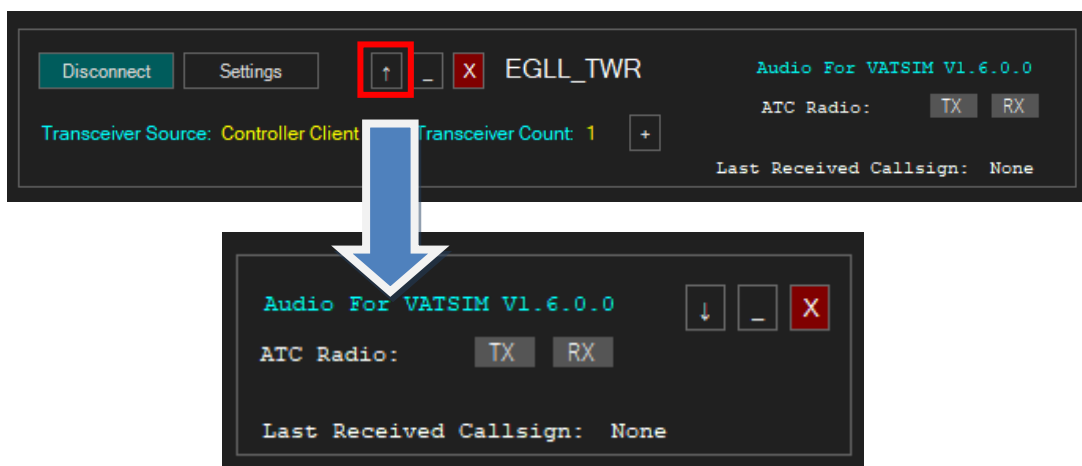 Disconnect Settings ↑ _ X EGLL_TWR Audio For VATSIM V1.6.0.0
ATC Radio: TX RX
Transceiver Source: Controller Client Transceiver Count: 1 +
Last Received Callsign: None
Audio For VATSIM V1.6.0.0 ↓ _ X
ATC Radio: TX RX
Last Received Callsign: None